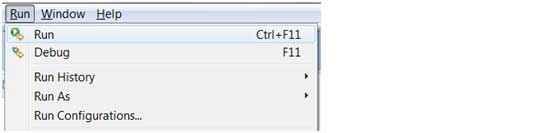 Run Window Help
Run Ctrl+F11
Debug F11
Run History
Run As
Run Configurations...